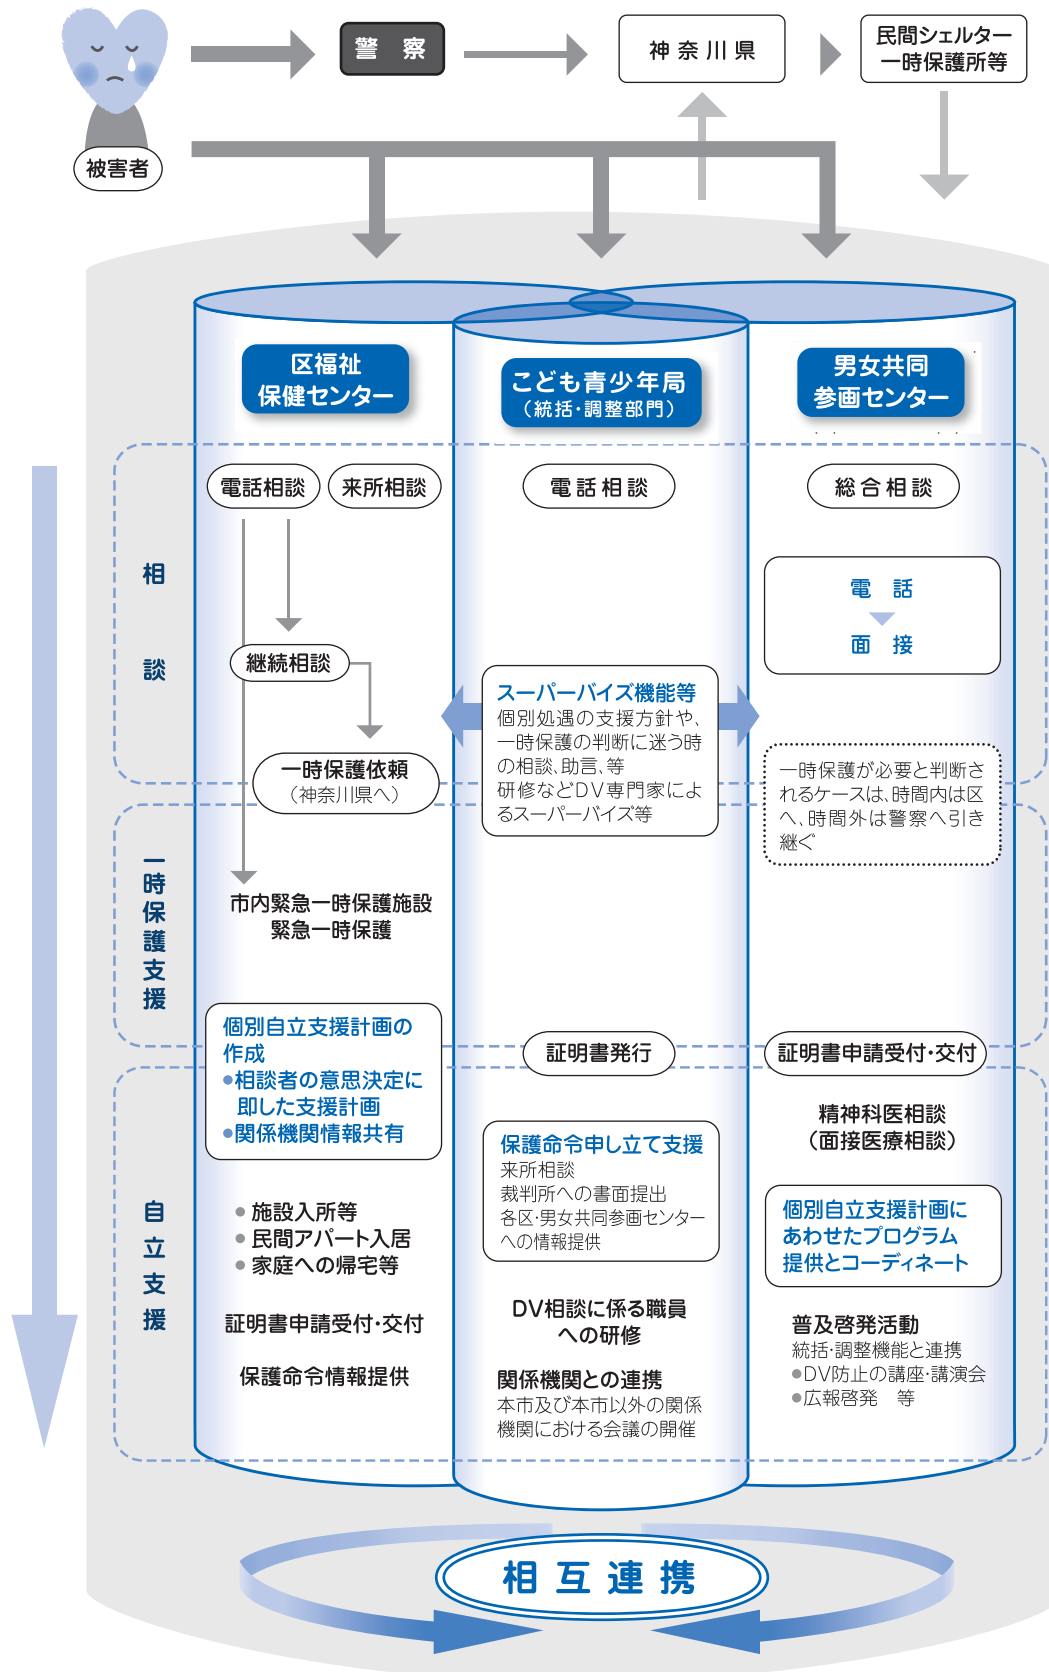 警 察
神奈川県
民間シェルター
一時保護所等
被害者
区福祉
保健センター
こども青少年局
（統括・調整部門）
男女共同
参画センター
相談
電話相談
来所相談
継続相談
一時保護依頼
（神奈川県へ）
電話相談
スーパーバイズ機能等
個別処遇の支援方針や、
一時保護の判断に迷う時
の相談、助言、等
研修などDV専門家によ
るスーパーバイズ等
総合相談
電 話
面 接
一時保護が必要と判断さ
れるケースは、時間内は区
へ、時間外は警察へ引き
継ぐ
一時保護支援
市内緊急一時保護施設
緊急一時保護
自立支援
個別自立支援計画の
作成
●相談者の意思決定に
即した支援計画
●関係機関情報共有
● 施設入所等
● 民間アパート入居
● 家庭への帰宅等
証明書申請受付・交付
保護命令情報提供
証明書発行
保護命令申し立て支援
来所相談
裁判所への書面提出
各区・男女共同参画センター
への情報提供
DV相談に係る職員
への研修
関係機関との連携
本市及び本市以外の関係
機関における会議の開催
証明書申請受付・交付
精神科医相談
（面接医療相談）
個別自立支援計画に
あわせたプログラム
提供とコーディネート
普及啓発活動
統括・調整機能と連携
●DV防止の講座・講演会
●広報啓発 等
相互連携